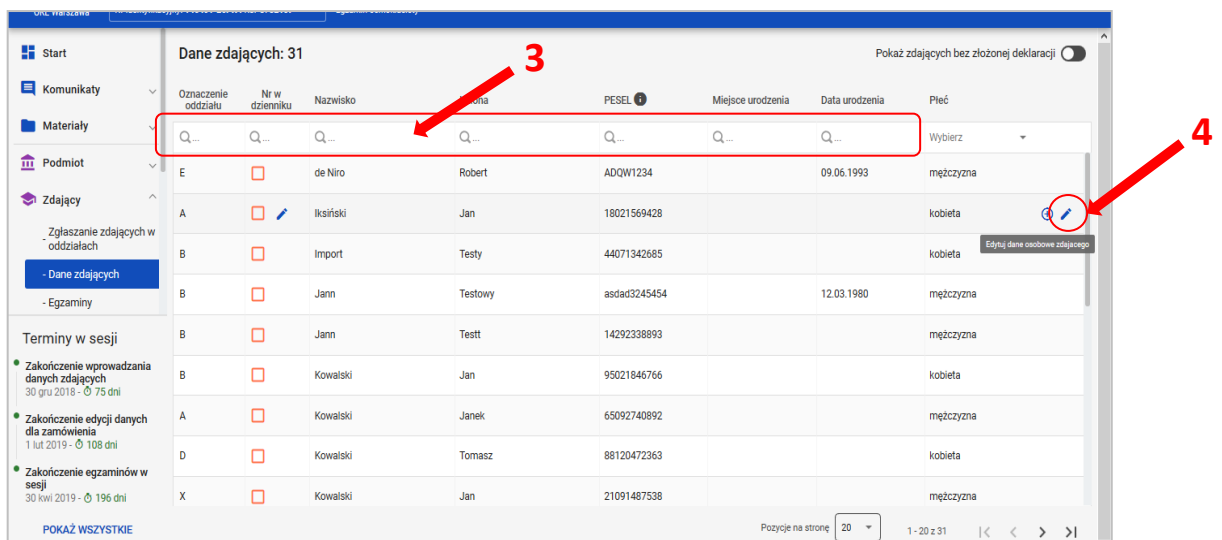 OKE Warszawa
Start
Komunikaty
Materiały
Podmiot
Zdający
- Zgłaszanie zdających w oddziałach
- Dane zdających
- Egzaminy
Terminy w sesji
Zakończenie wprowadzania
danych zdających
30 gru 2018 - 75 dni
Zakończenie edycji danych
dla zamówienia
1 lut 2019 - 108 dni
Zakończenie egzaminów w
sesji
30 kwi 2019 - 196 dni
POKAŻ WSZYSTKIE
Dane zdających: 31
Pokaż zdających bez złożonej deklaracji
3
4
Oznaczenie oddziału Nr w dzienniku Nazwisko PESEL Miejsce urodzenia Data urodzenia Płeć
... ... ... ... ... ... ... Wybierz
E de Niro Robert ADQW1234 09.06.1993 mężczyzna
A Iksiński Jan 18021569428 kobieta
Edytuj dane osobowe zdajacego
B Import Testy 44071342685 kobieta
B Jann Testowy asdad3245454 12.03.1980 mężczyzna
B Jann Testt 14292338893 mężczyzna
B Kowalski Jan 95021846766 kobieta
A Kowalski Janek 65092740892 mężczyzna
D Kowalski Tomasz 88120472363 kobieta
X Kowalski Jan 21091487538 mężczyzna
Pozycje na stronę 20 1 - 20 z 31